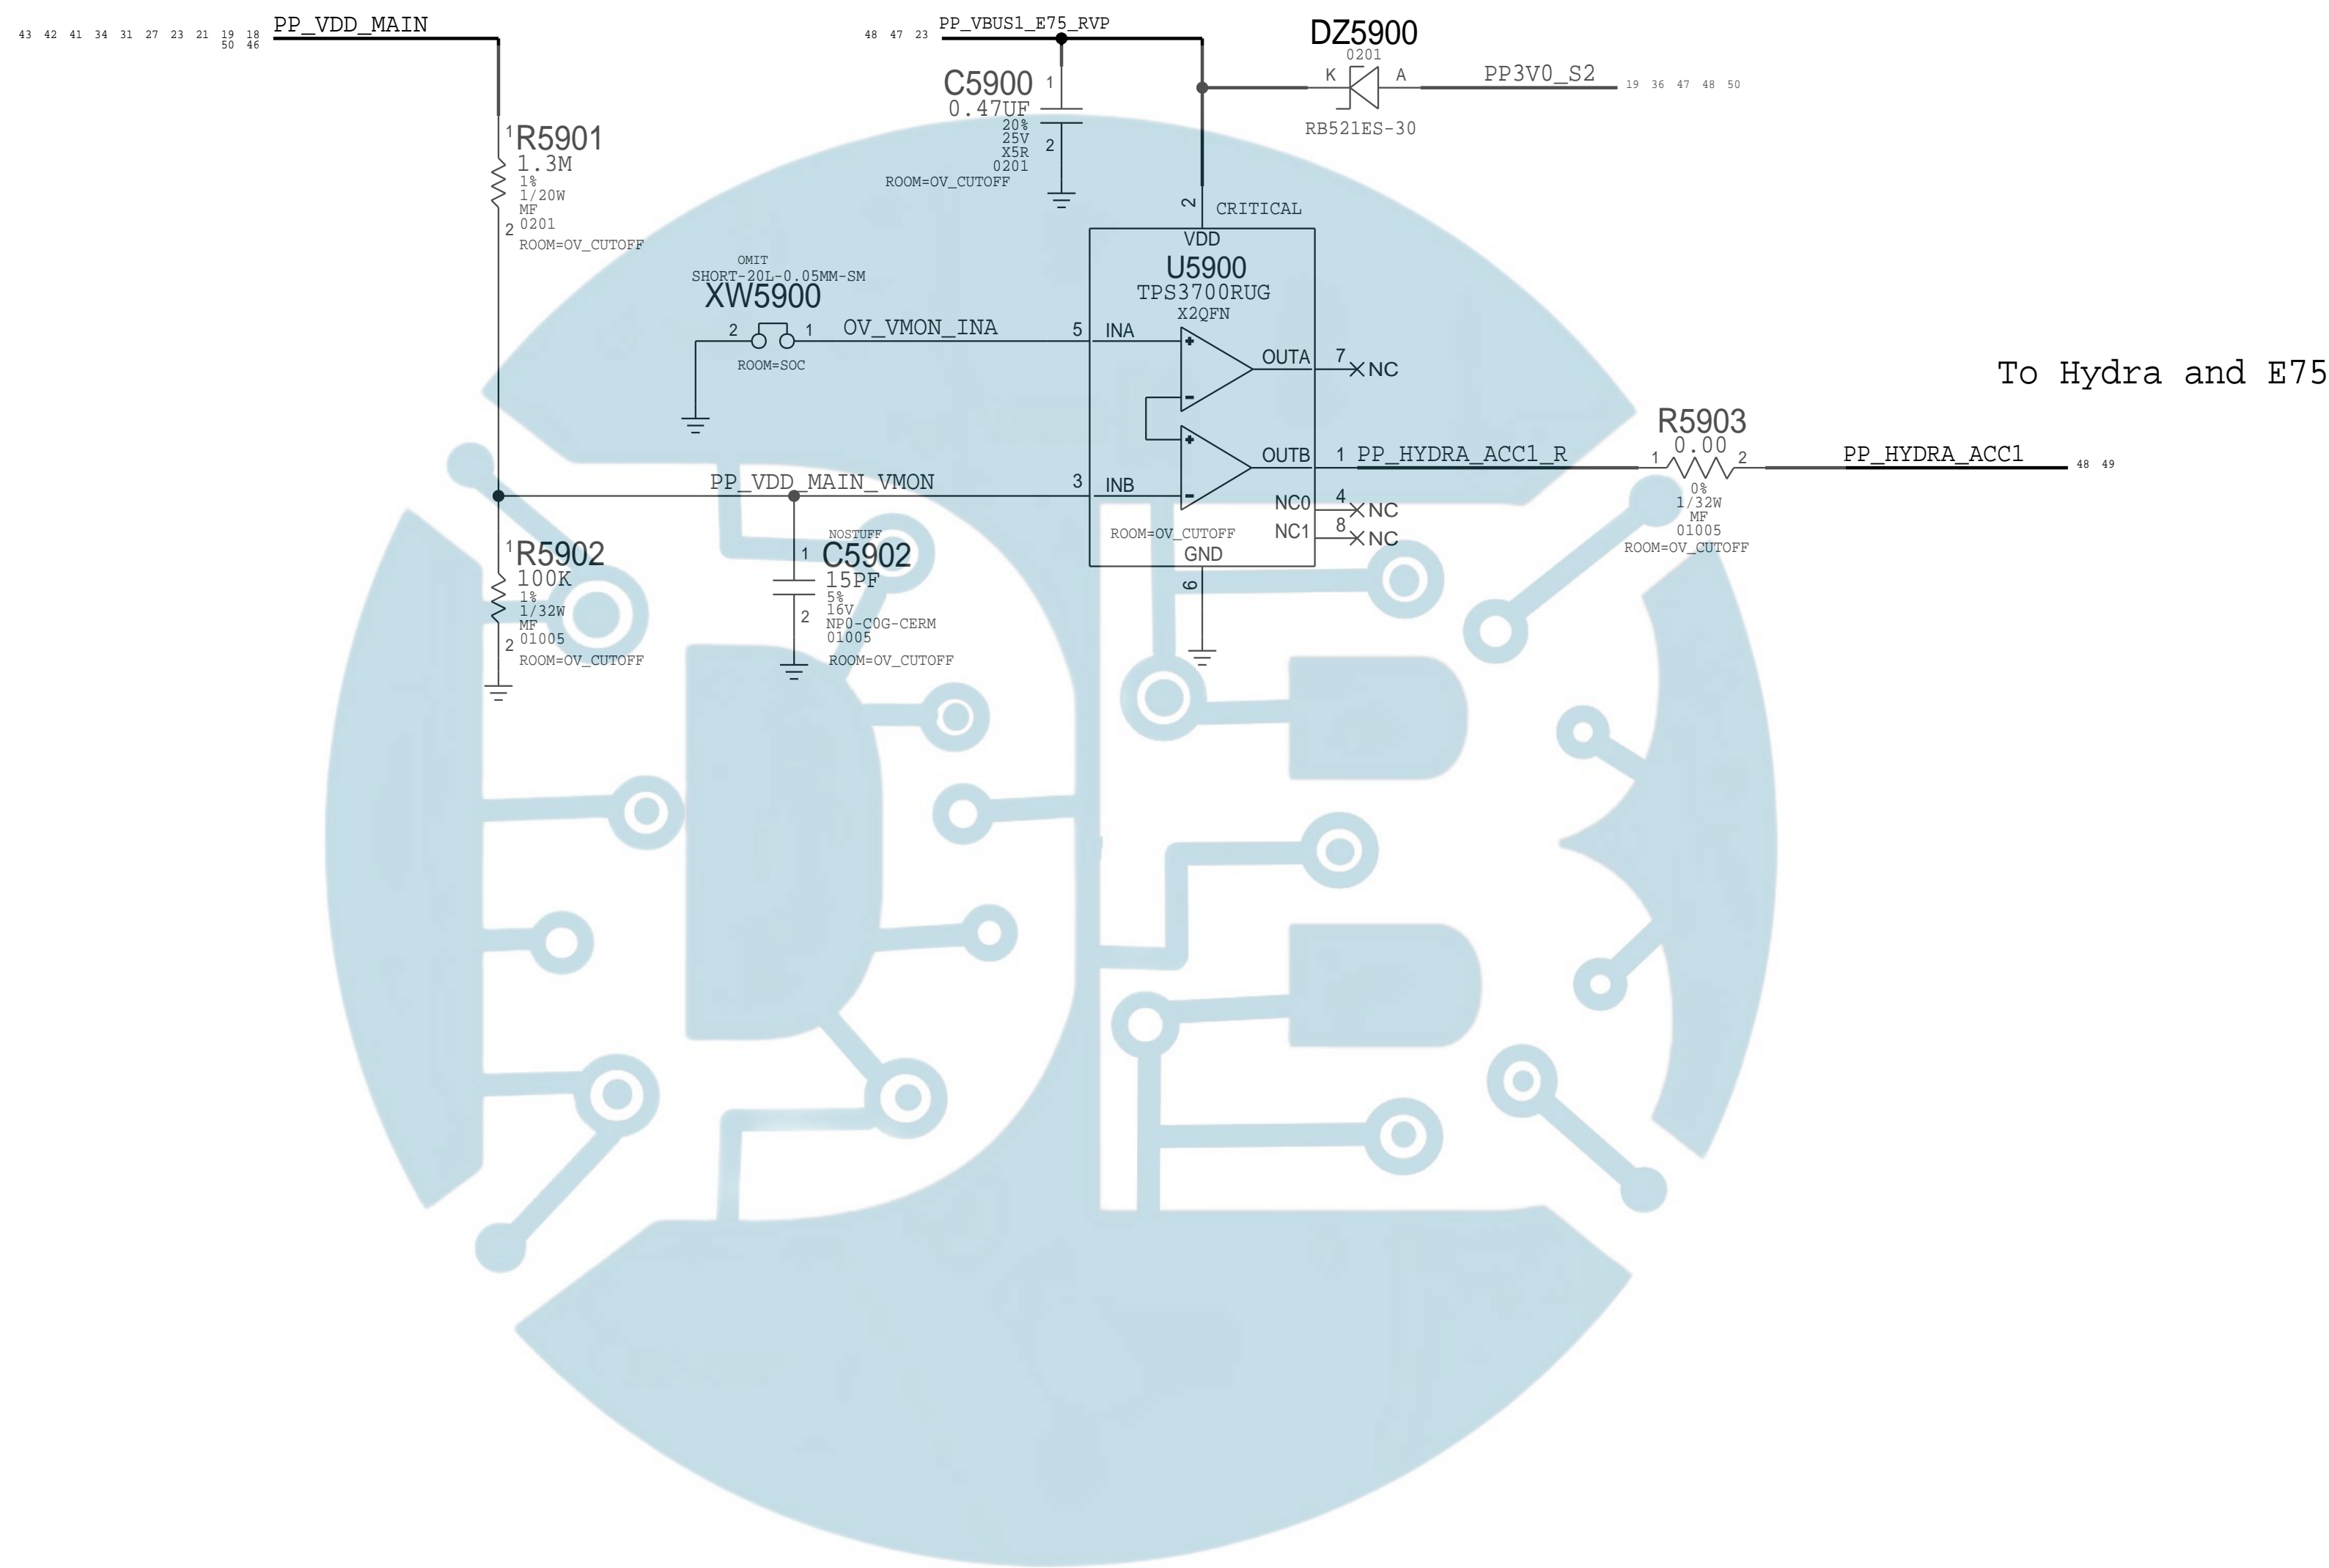 PP_VDD_MAIN
43 42 41 34 31 27 23 21 19 18
50 46
PP_VBUS1_E75_RVP
48 47 23
DZ5900
0201
K
A
PP3V0_S2
19 36 47 48 50
RB521ES-30
C5900
1
0.47UF
20%
25V
X5R
2
0201
ROOM=OV_CUTOFF
1
R5901
1.3M
1%
1/20W
MF
0201
2
ROOM=OV_CUTOFF
2
CRITICAL
VDD
U5900
TPS3700RUG
X2QFN
OMIT
SHORT-20L-0.05MM-SM
XW5900
2
1
OV_VMON_INA
5
INA
ROOM=SOC
+
-
OUTA
7
NC
To Hydra and E75
R5903
0.00
1
2
+
-
OUTB
1
PP_HYDRA_ACC1_R
PP_HYDRA_ACC1
48 49
0%
1/32W
MF
01005
ROOM=OV_CUTOFF
PP_VDD_MAIN_VMON
3
INB
NC0
4
NC
NC1
8
NC
ROOM=OV_CUTOFF
GND
6
1
R5902
100K
1%
1/32W
MF
01005
2
ROOM=OV_CUTOFF
NOSTUFF
1
C5902
15PF
5%
16V
2
NP0-C0G-CERM
01005
ROOM=OV_CUTOFF